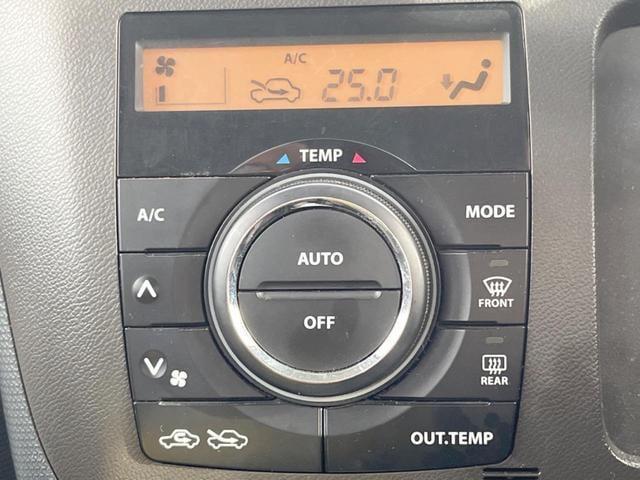 A/C
25.0
TEMP
A/C
MODE
AUTO
OFF
FRONT
REAR
OUT.TEMP